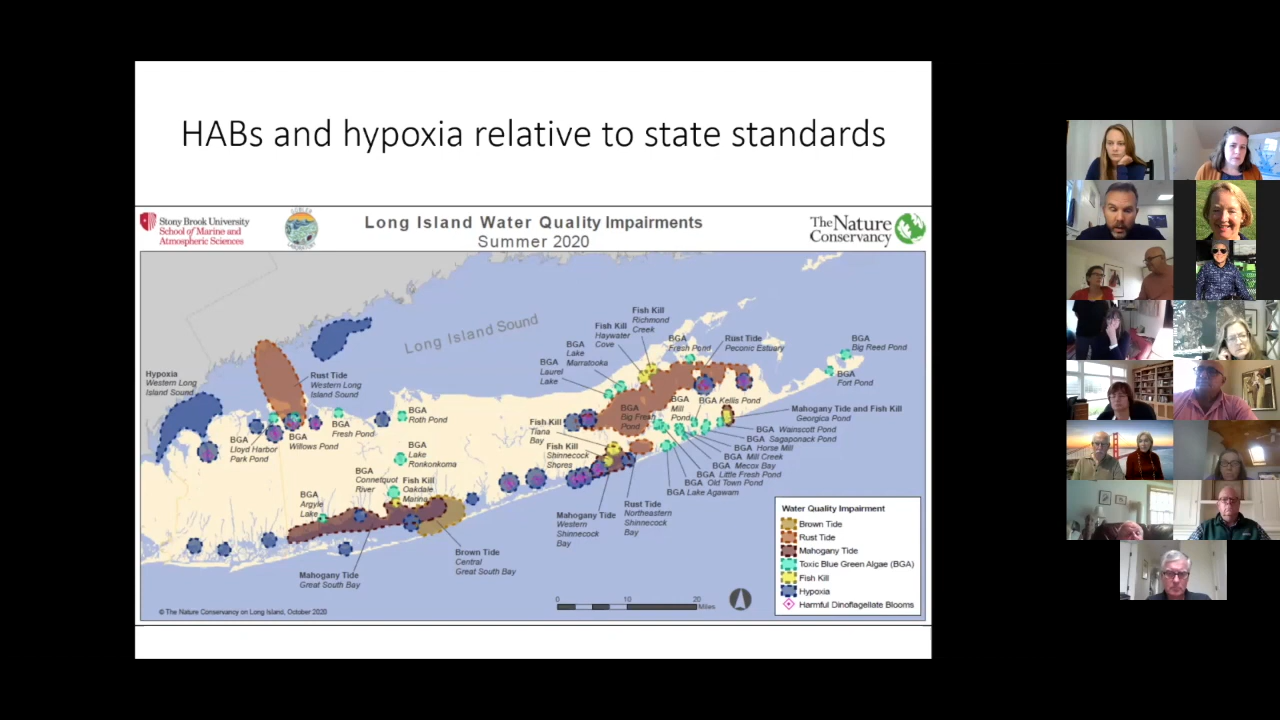 HABs and hypoxia relative to state standards
Stony Brook University
School of Marine and
Atmospheric Sciences
Long Island Water Quality Impairments
Summer 2020
The Nature
Conservancy
Long Island Sound
Hypoxia
Western Long
Island Sound
Rust Tide
Western Long
Island Sound
BGA
Lloyd Harbor
Park Pond
BGA
Willows Pond
BGA
Fresh Pond
BGA
Roth Pond
BGA
Lake
Ronkonkoma
BGA
Connetquot
River
Fish Kill
Oakdale
Marina
BGA
Argyle
Lake
Mahogany Tide
Great South Bay
Brown Tide
Central
Great South Bay
Fish Kill
Richmond
Creek
Fish Kill
Haywater
Cove
BGA
Lake
Marratooka
BGA
Laurel
Lake
BGA
Fresh Pond
Rust Tide
Peconic Estuary
BGA
Big Reed Pond
BGA
Fort Pond
BGA
Big Fresh
Pond
BGA
Mill
Pond
BGA Kellis Pond
Fish Kill
Tiana
Bay
Fish Kill
Shinnecock
Shores
Mahogany Tide and Fish Kill
Georgica Pond
BGA Wainscott Pond
BGA Sagaponack Pond
BGA Horse Mill
BGA Mill Creek
BGA Mecox Bay
BGA Little Fresh Pond
BGA Old Town Pond
BGA Lake Agawam
Mahogany Tide
Western
Shinnecock
Bay
Rust Tide
Northeastern
Shinnecock
Bay
Water Quality Impairment
Brown Tide
Rust Tide
Mahogany Tide
Toxic Blue Green Algae (BGA)
Fish Kill
Hypoxia
Harmful Dinoflagellate Blooms
0 10 20
Miles
© The Nature Conservancy on Long Island, October 2020